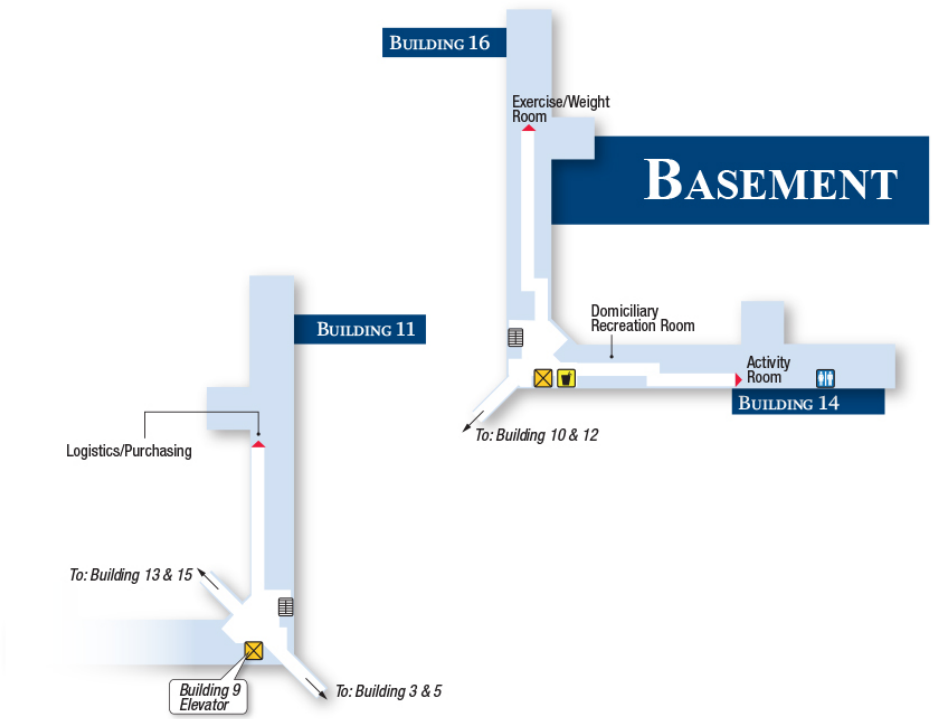 BUILDING 16
Exercise/Weight
Room
BASEMENT
Domiciliary
Recreation Room
BUILDING 11
Activity
Room
BUILDING 14
To: Building 10 & 12
Logistics/Purchasing
To: Building 13 & 15
Building 9
Elevator
To: Building 3 & 5